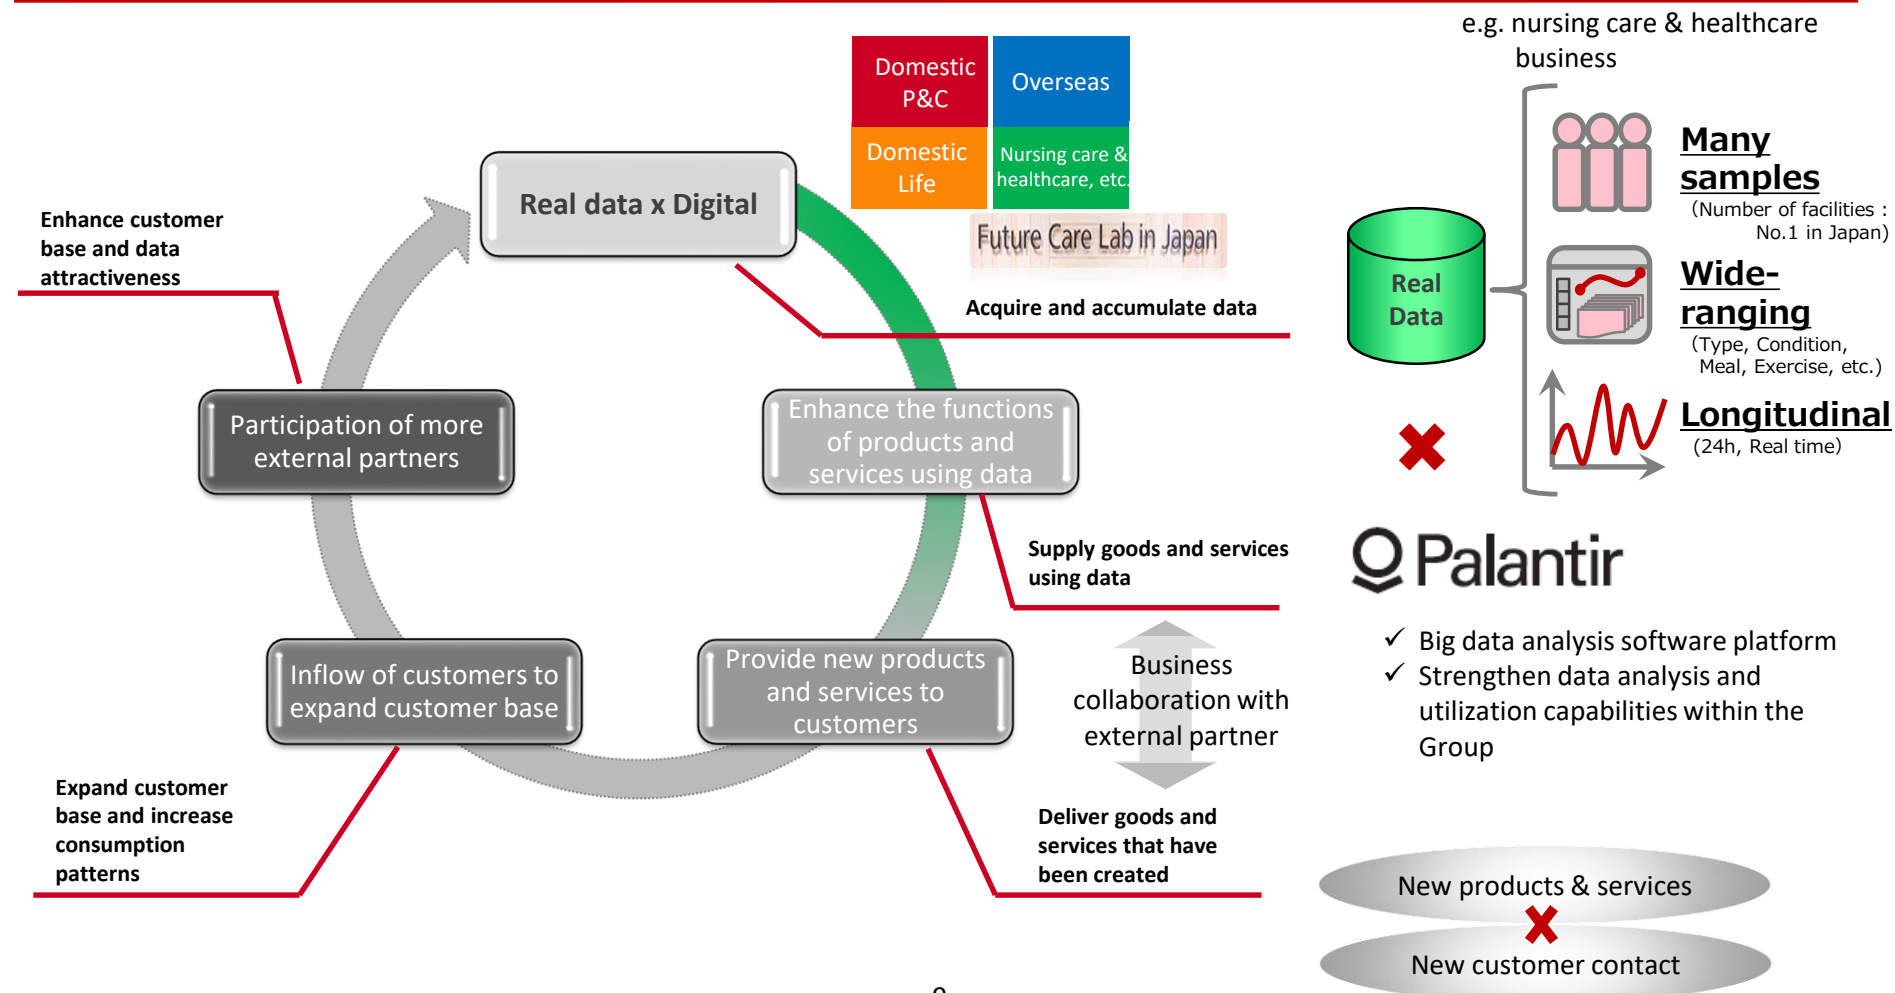 e.g. nursing care & healthcare
business
Domestic
P&C
Overseas
Domestic
Life
Nursing care &
healthcare, etc.
Future Care Lab in Japan
Acquire and accumulate data
Real data x Digital
Enhance customer
base and data
attractiveness
Participation of more
external partners
Enhance the functions
of products and
services using data
Supply goods and services
using data
Inflow of customers to
expand customer base
Provide new products
and services to
customers
Business
collaboration with
external partner
Expand customer
base and increase
consumption
patterns
Deliver goods and
services that have
been created
Real
Data
Many
samples
(Number of facilities :
No.1 in Japan)
Wide-
ranging
(Type, Condition,
Meal, Exercise, etc.)
Longitudinal
(24h, Real time)
Palantir
✓ Big data analysis software platform
✓ Strengthen data analysis and
utilization capabilities within the
Group
New products & services
New customer contact